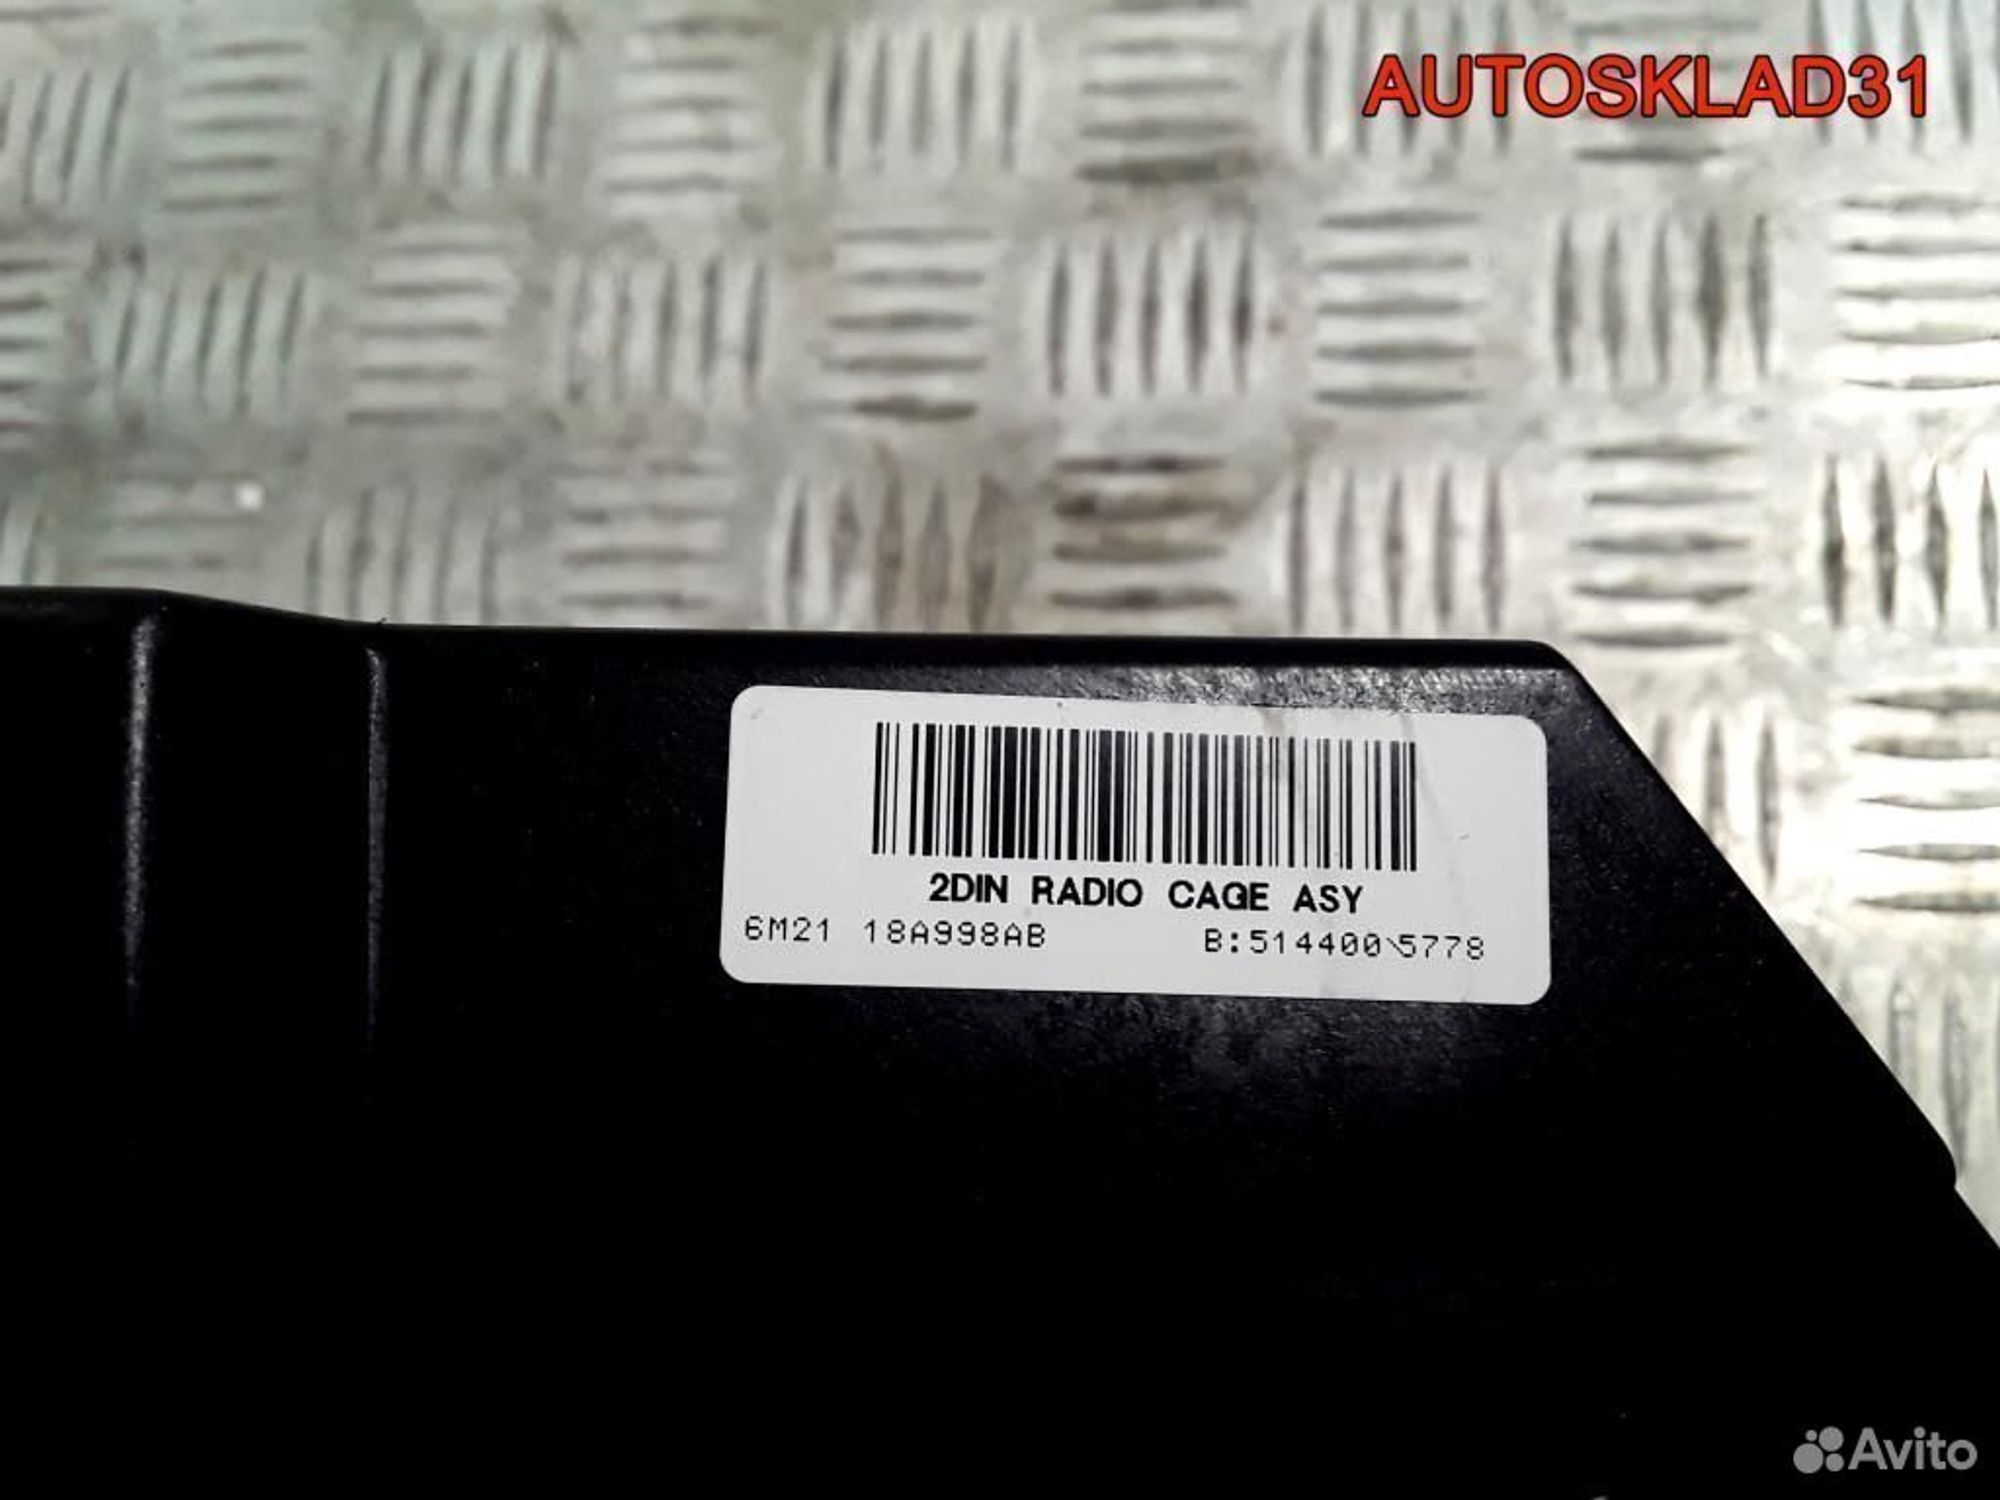 AUTOSKLAD31
2DIN RADIO CAGE ASY
6M21 18A998AB B:514400\5778
Avito